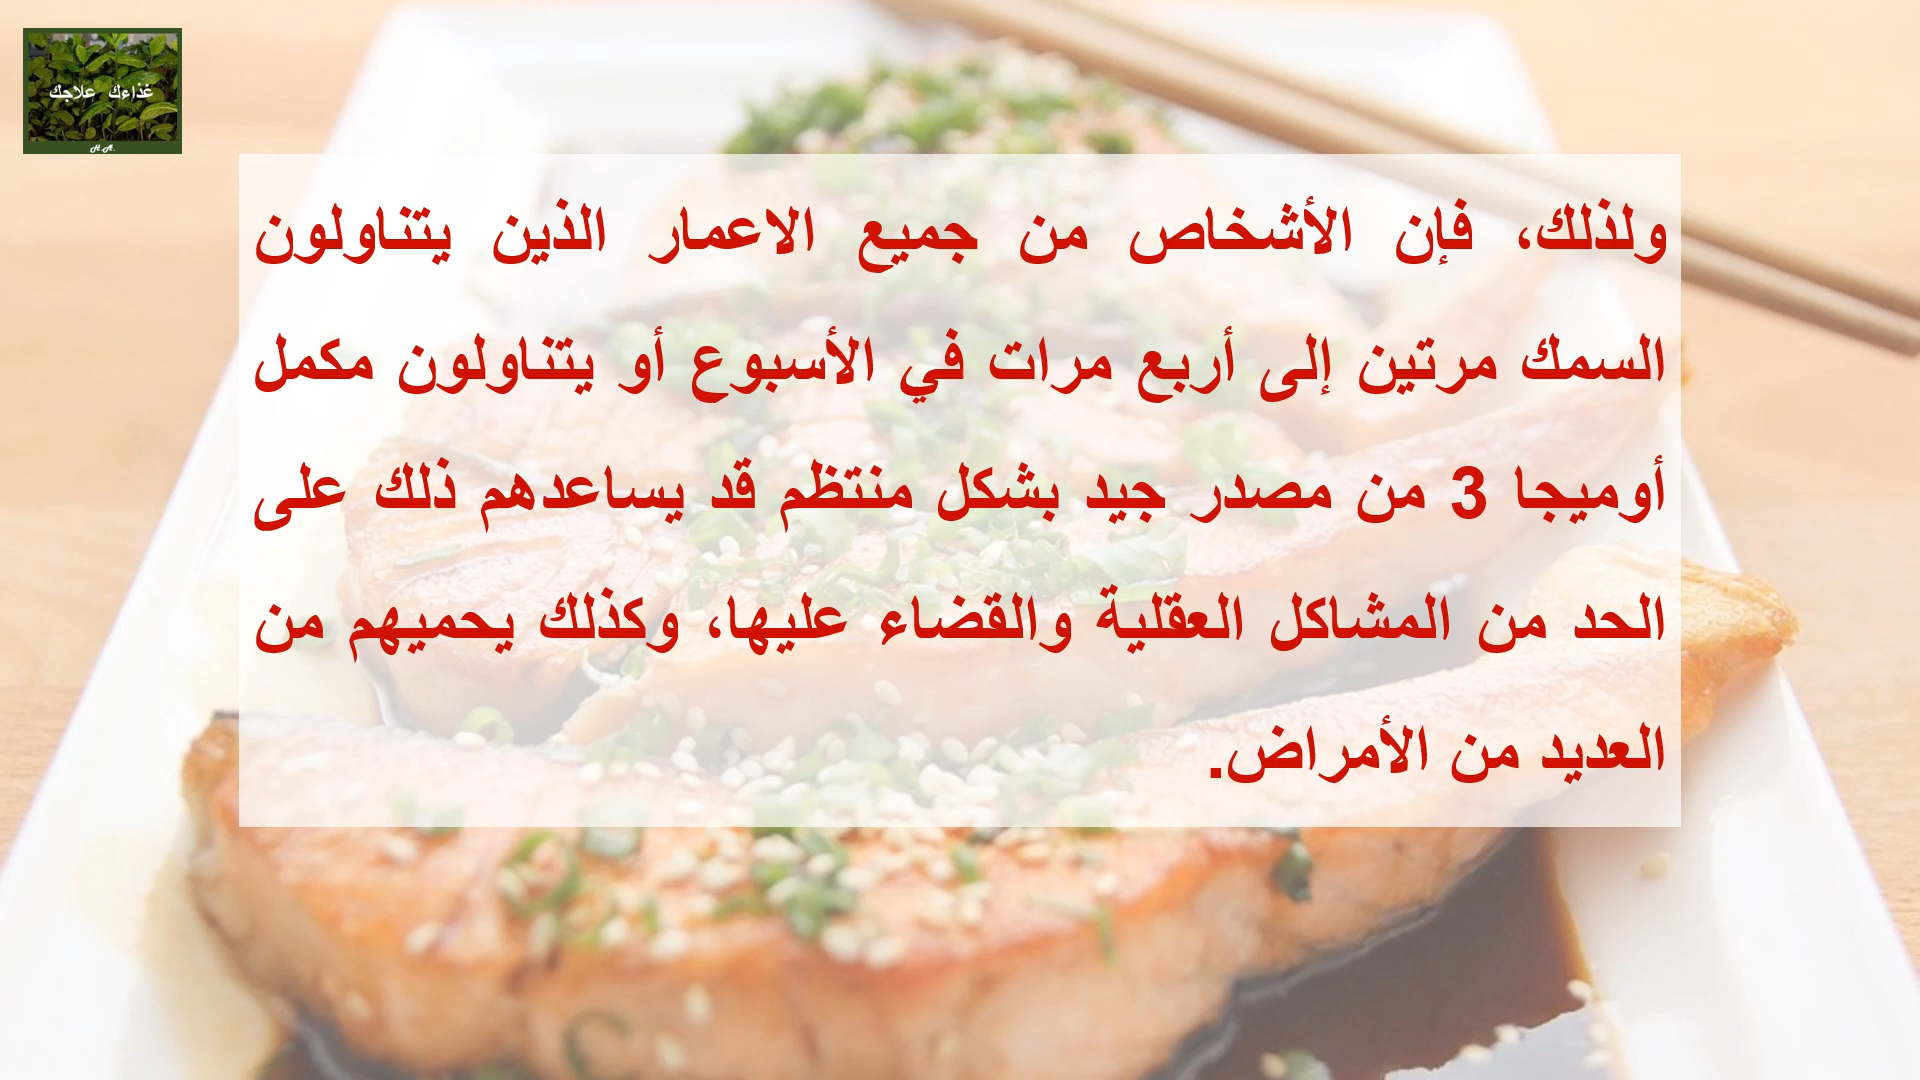 غذاءك علاجك
H.A.
ولذلك، فإن الأشخاص من جميع الاعمار الذين يتناولون
السمك مرتين إلى أربع مرات في الأسبوع أو يتناولون مكمل
أوميجا 3 من مصدر جيد بشكل منتظم قد يساعدهم ذلك على
الحد من المشاكل العقلية والقضاء عليها، وكذلك يحميهم من
العديد من الأمراض.